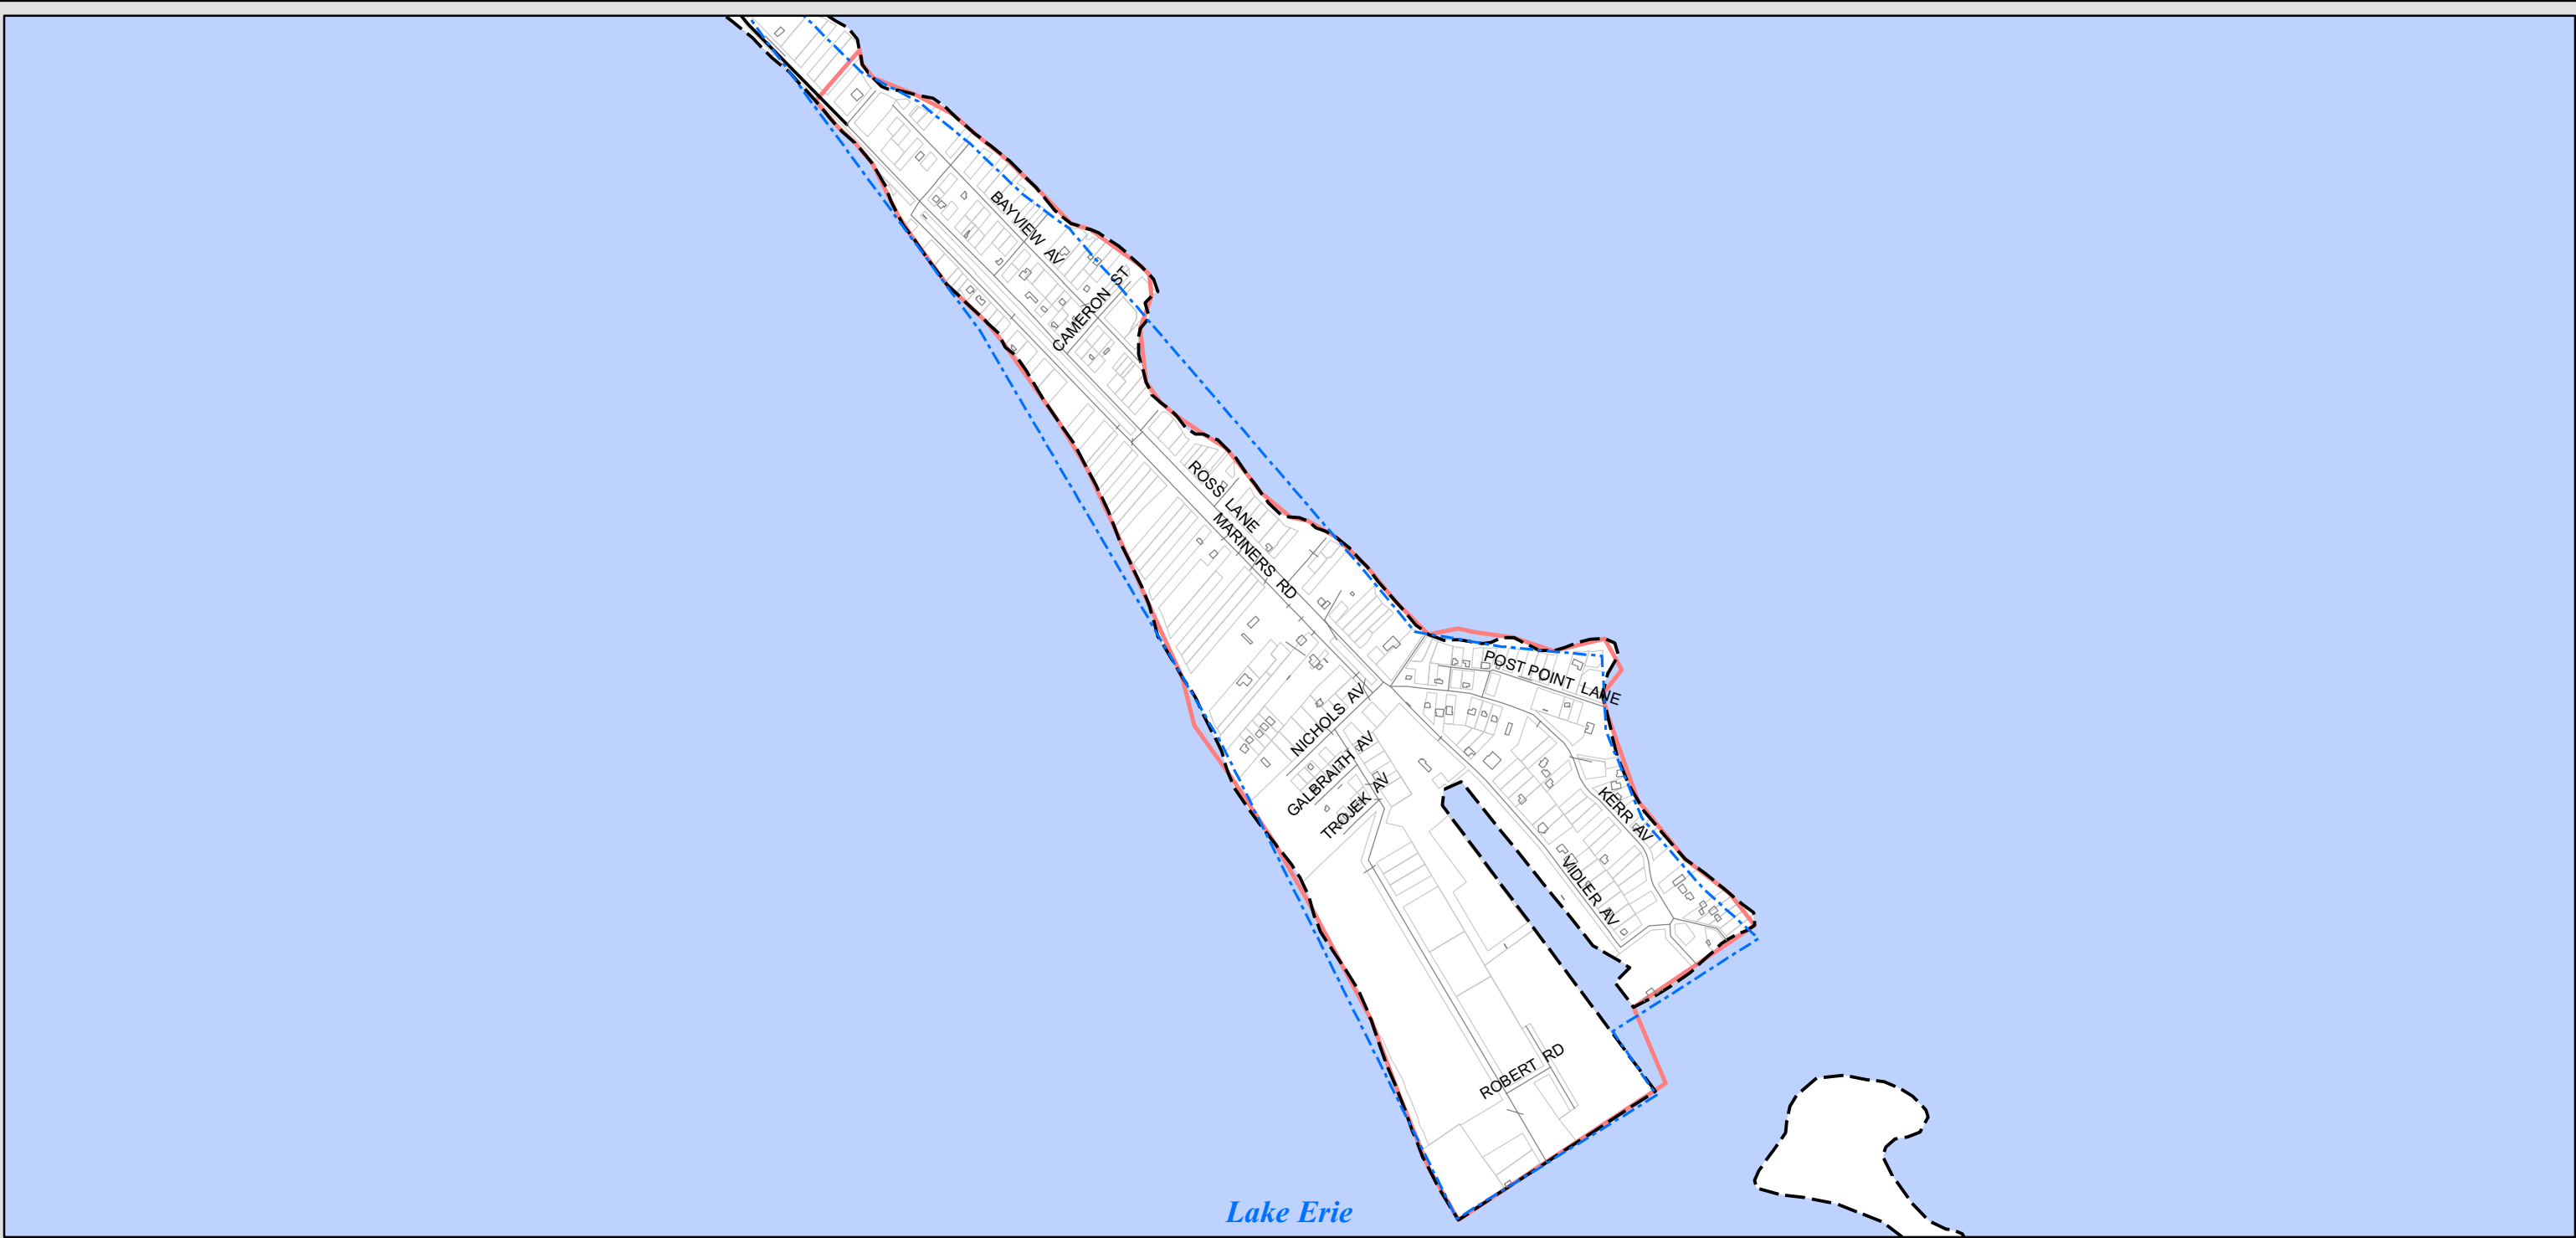 BAYVIEW AV
CAMERON ST
ROSS LANE
MARINERS RD
POST POINT LANE
NICHOLS AV
GALBRAITH AV
TROJEK AV
KERR AV
VIDLER AV
ROBERT RD
Lake Erie